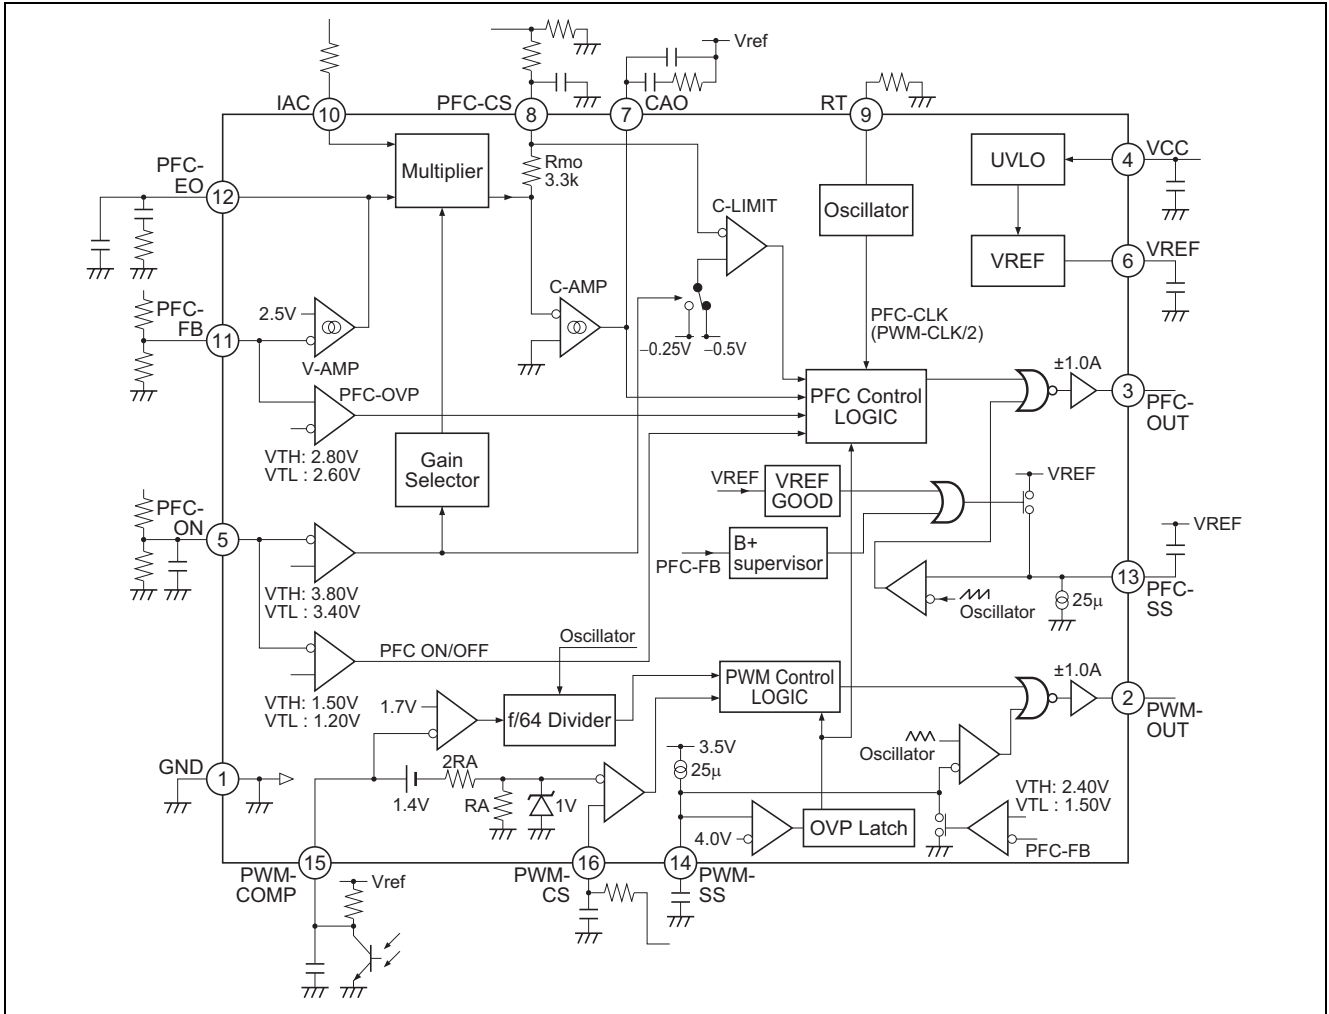 Vref
IAC
10
PFC-CS
8
7
CAO
RT
9
PFC-
EO
12
Multiplier
Rmo
3.3k
UVLO
4
VCC
C-LIMIT
Oscillator
VREF
6
VREF
PFC-
FB
11
2.5V
V-AMP
C-AMP
−0.25V
−0.5V
PFC-CLK
(PWM-CLK/2)
PFC-OVP
VTH: 2.80V
VTL : 2.60V
PFC Control
LOGIC
±1.0A
3
PFC-
OUT
Gain
Selector
VREF
VREF
GOOD
VREF
PFC-
ON
5
VTH: 3.80V
VTL : 3.40V
PFC-FB
B+
supervisor
VREF
13
PFC-
SS
Oscillator
25μ
PFC ON/OFF
Oscillator
VTH: 1.50V
VTL : 1.20V
1.7V
f/64 Divider
PWM Control
LOGIC
±1.0A
2
PWM-
OUT
GND
1
1.4V
2RA
RA
1V
3.5V
25μ
Oscillator
VTH: 2.40V
VTL : 1.50V
4.0V
OVP Latch
PFC-FB
15
PWM-
COMP
16
PWM-
CS
14
PWM-
SS
Vref